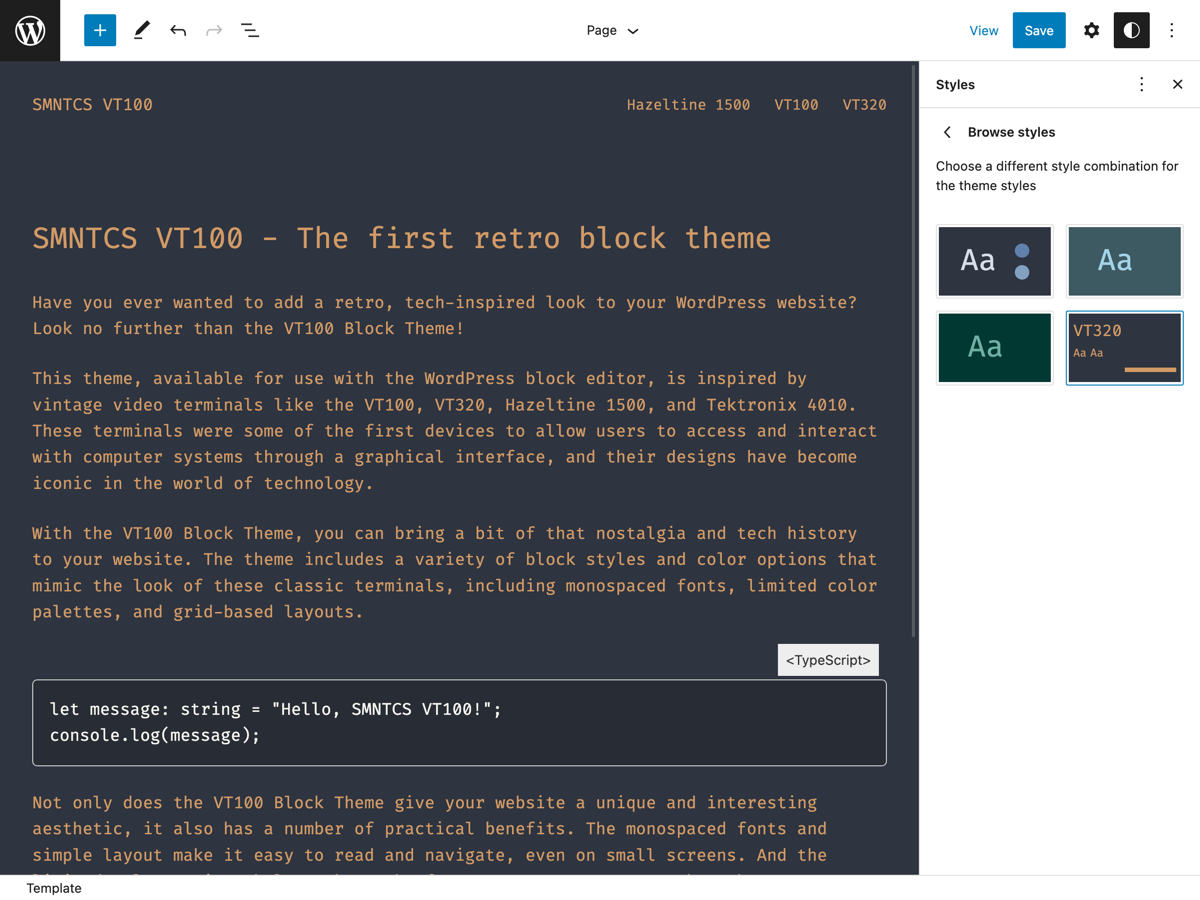 Page
View
Save
SMNTCS VT100
Hazeltine 1500 VT100 VT320
SMNTCS VT100 – The first retro block theme
Have you ever wanted to add a retro, tech-inspired look to your WordPress website?
Look no further than the VT100 Block Theme!
This theme, available for use with the WordPress block editor, is inspired by
vintage video terminals like the VT100, VT320, Hazeltine 1500, and Tektronix 4010.
These terminals were some of the first devices to allow users to access and interact
with computer systems through a graphical interface, and their designs have become
iconic in the world of technology.
With the VT100 Block Theme, you can bring a bit of that nostalgia and tech history
to your website. The theme includes a variety of block styles and color options that
mimic the look of these classic terminals, including monospaced fonts, limited color
palettes, and grid-based layouts.
<TypeScript>
let message: string = "Hello, SMNTCS VT100!";
console.log(message);
Not only does the VT100 Block Theme give your website a unique and interesting
aesthetic, it also has a number of practical benefits. The monospaced fonts and
simple layout make it easy to read and navigate, even on small screens. And the
Styles
Browse styles
Choose a different style combination for
the theme styles
Aa
Aa
Aa
VT320
Aa Aa
Template